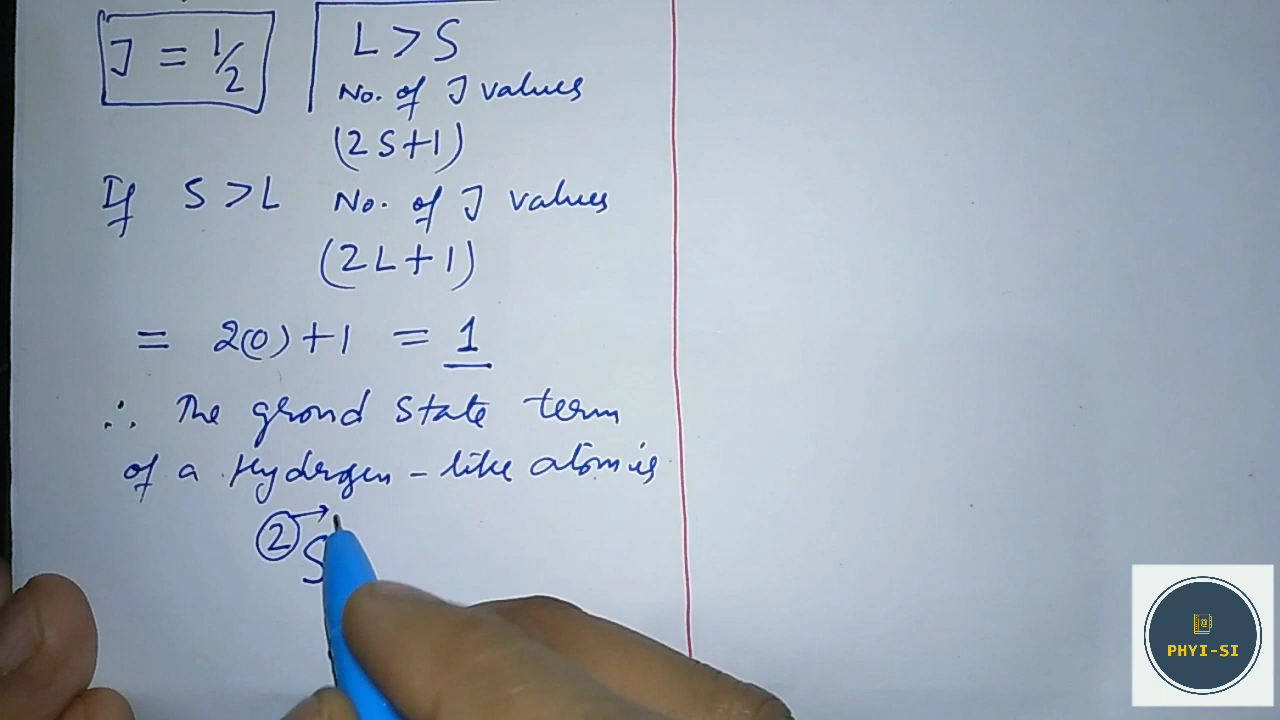 J = 1/2
L > S
No. of J values
(2S+1)
If S > L No. of J values
(2L+1)
= 2(0) + 1 = 1
∴ The grond state term
of a Hydrogen-like atom is
② → S
PHYI-SI